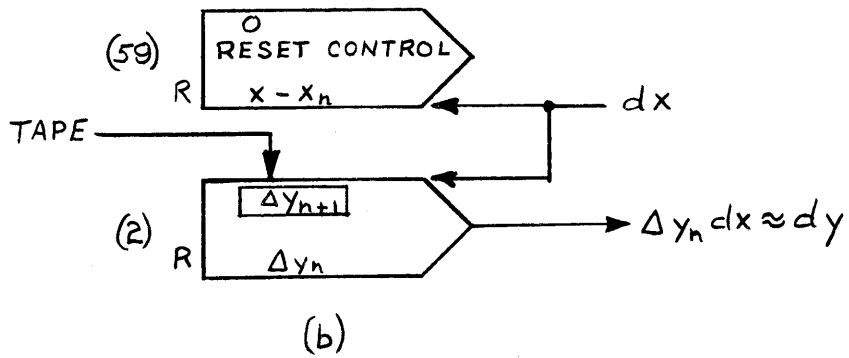 O
(59) RESET CONTROL
R x - xₙ
dx
TAPE
Δyₙ₊₁
(2)
Δyₙ dx ≈ dy
R Δyₙ
(b)